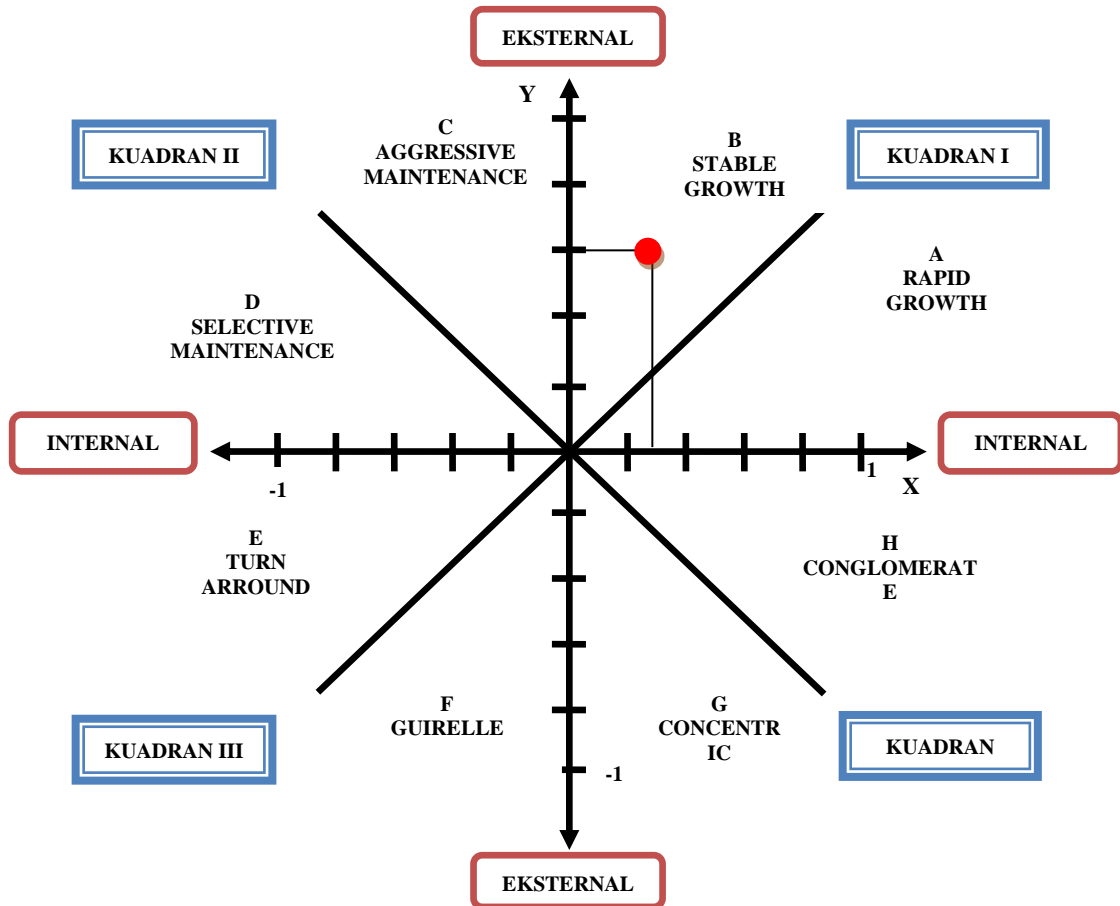 EKSTERNAL
Y
C
AGGRESSIVE
MAINTENANCE
B
STABLE
GROWTH
KUADRAN II
KUADRAN I
A
RAPID
GROWTH
D
SELECTIVE
MAINTENANCE
INTERNAL
INTERNAL
-1
1
X
E
TURN
ARROUND
H
CONGLOMERAT
E
F
GUIRELLE
G
CONCENTR
IC
KUADRAN III
KUADRAN
-1
EKSTERNAL